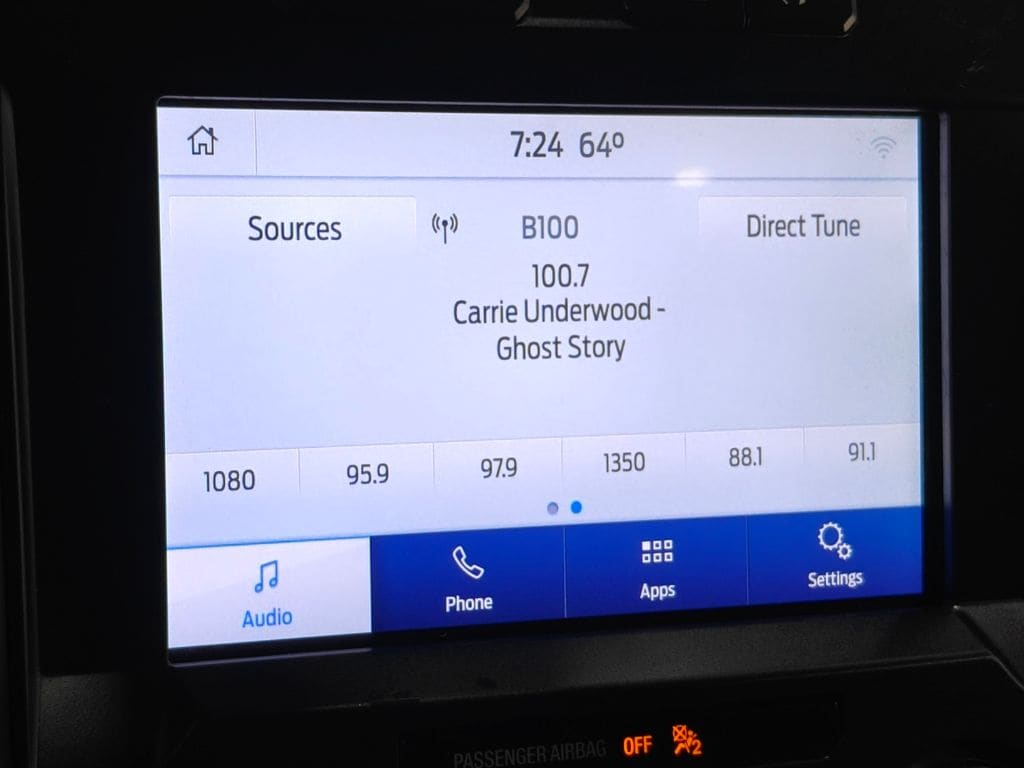 7:24 64°
Sources
B100
Direct Tune
100.7
Carrie Underwood -
Ghost Story
1080 95.9 97.9 1350 88.1 91.1
Audio
Phone
Apps
Settings
PASSENGER AIRBAG OFF 2